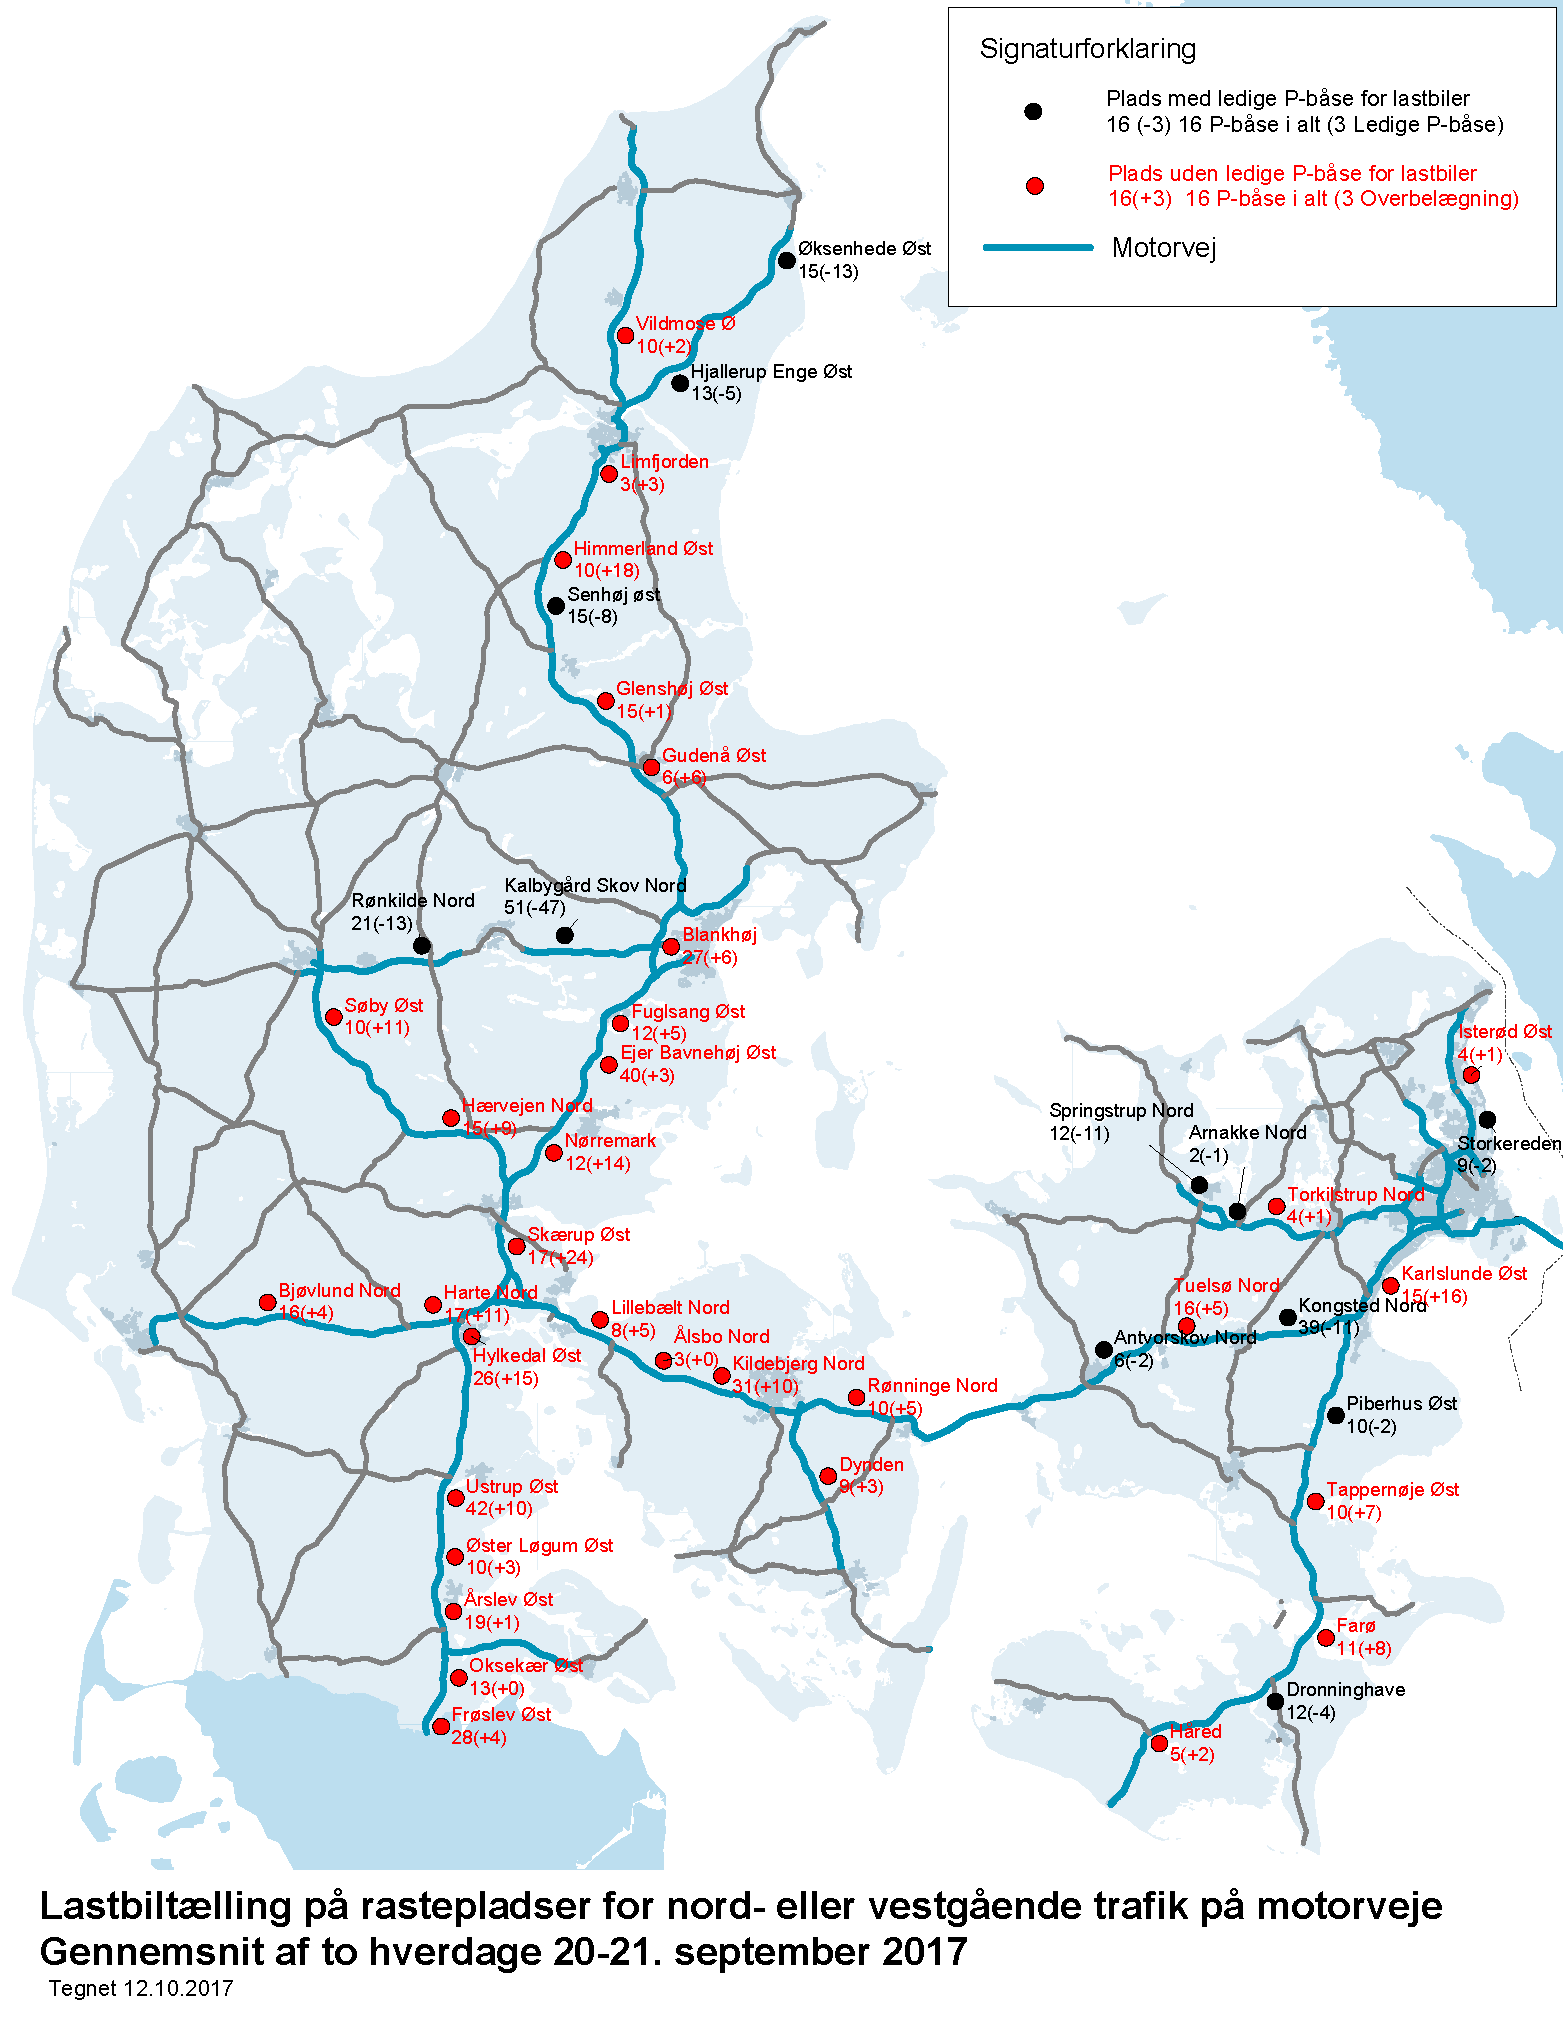 Signaturforklaring
Plads med ledige P-båse for lastbiler
16 (-3) 16 P-båse i alt (3 Ledige P-båse)
Plads uden ledige P-båse for lastbiler
16(+3) 16 P-båse i alt (3 Overbelægning)
Motorvej
Øksenhede Øst
15(-13)
Vildmose Ø
10(+2)
Hjallerup Enge Øst
13(-5)
Limfjorden
3(+3)
Himmerland Øst
10(+18)
Senhøj øst
15(-8)
Glenshøj Øst
15(+1)
Gudenå Øst
6(+6)
Kalbygård Skov Nord
51(-47)
Rønkilde Nord
21(-13)
Blankhøj
27(+6)
Søby Øst
10(+11)
Fuglsang Øst
12(+5)
Ejer Bavnehøj Øst
40(+3)
Hærvejen Nord
15(+9)
Nørremark
12(+14)
Skærup Øst
17(+24)
Bjøvlund Nord
16(+4)
Harte Nord
17(+11)
Hylkedal Øst
26(+15)
Lillebælt Nord
8(+5)
Ålsbo Nord
3(+0)
Kildebjerg Nord
31(+10)
Rønninge Nord
10(+5)
Dynden
9(+3)
Ustrup Øst
42(+10)
Øster Løgum Øst
10(+3)
Årslev Øst
19(+1)
Oksekær Øst
13(+0)
Frøslev Øst
28(+4)
Isterød Øst
4(+1)
Storkereden
9(-2)
Springstrup Nord
12(-11)
Arnakke Nord
2(-1)
Torkilstrup Nord
4(+1)
Karlslunde Øst
15(+16)
Tuelsø Nord
16(+5)
Kongsted Nord
39(-11)
Antvorskov Nord
6(-2)
Piberhus Øst
10(-2)
Tappernøje Øst
10(+7)
Farø
11(+8)
Dronninghave
12(-4)
Håred
5(+2)
Lastbiltælling på rastepladser for nord- eller vestgående trafik på motorveje
Gennemsnit af to hverdage 20-21. september 2017
Tegnet 12.10.2017